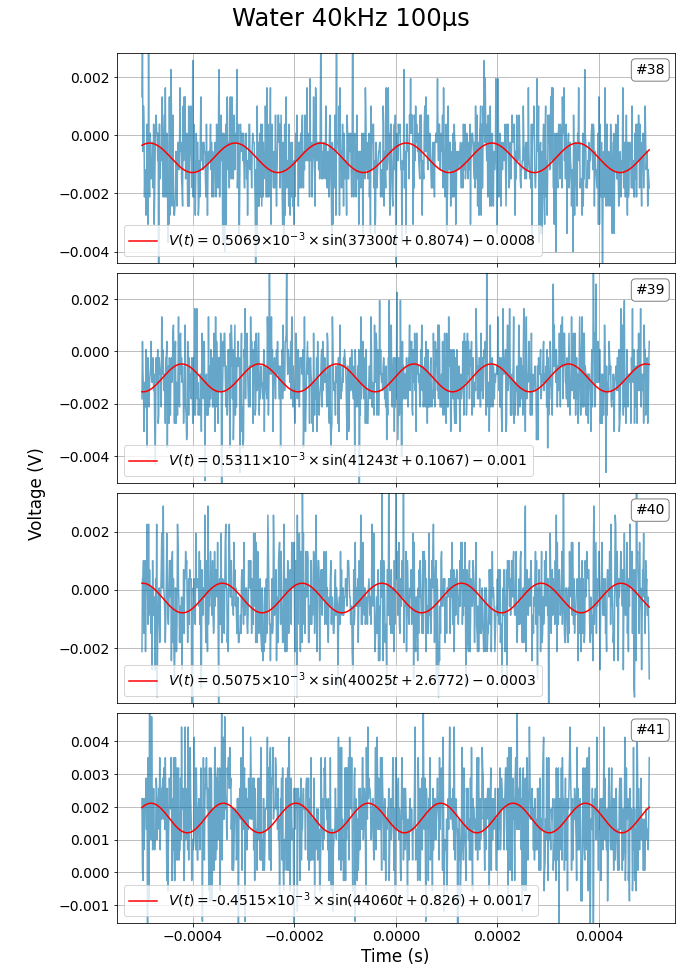 Water 40kHz 100μs
#38
0.002
0.000
−0.002
−0.004
V(t) = 0.5069×10⁻³ × sin(37300t + 0.8074) − 0.0008
#39
0.002
0.000
−0.002
−0.004
V(t) = 0.5311×10⁻³ × sin(41243t + 0.1067) − 0.001
Voltage (V)
#40
0.002
0.000
−0.002
V(t) = 0.5075×10⁻³ × sin(40025t + 2.6772) − 0.0003
#41
0.004
0.003
0.002
0.001
0.000
−0.001
V(t) = -0.4515×10⁻³ × sin(44060t + 0.826) + 0.0017
−0.0004 −0.0002 0.0000 0.0002 0.0004
Time (s)